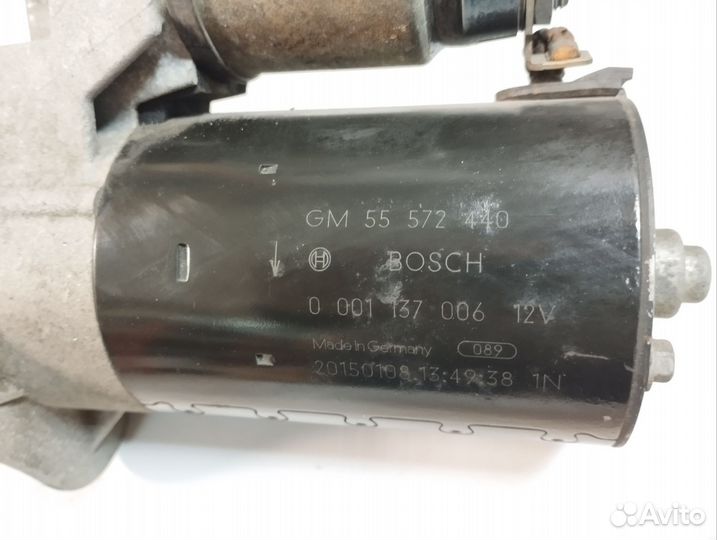 GM 55 572 440
BOSCH
0 001 137 006 12V
Made in Germany 089
20150108 13:49:38 1N
Avito